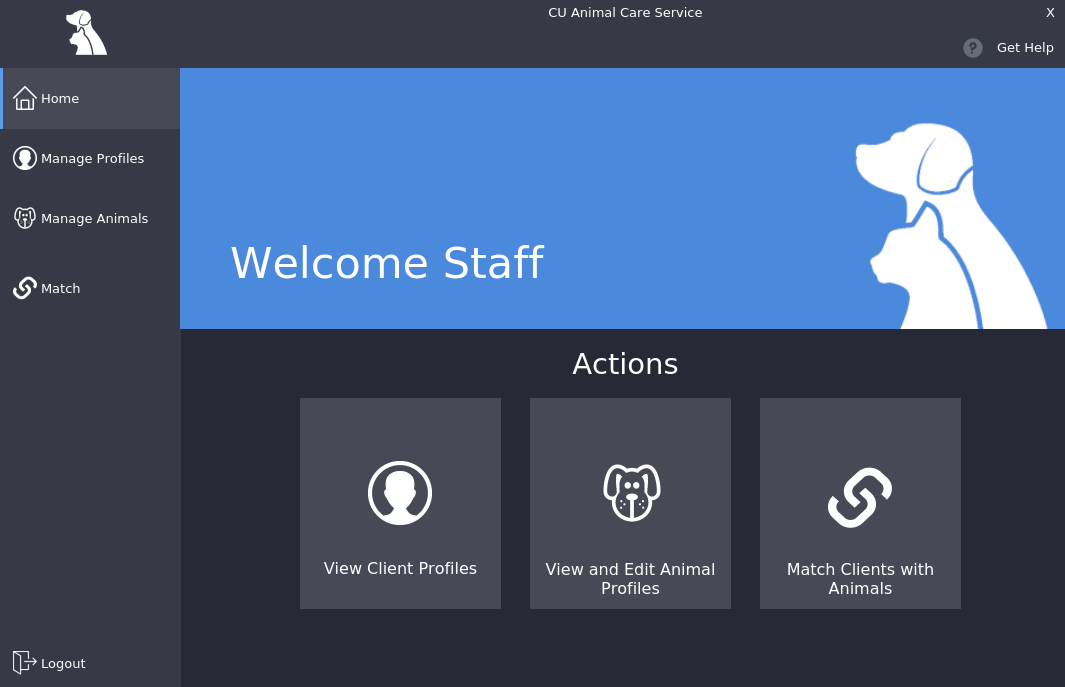 CU Animal Care Service
X
? Get Help
Home
Manage Profiles
Manage Animals
Match
Logout
Welcome Staff
Actions
View Client Profiles
View and Edit Animal
Profiles
Match Clients with
Animals